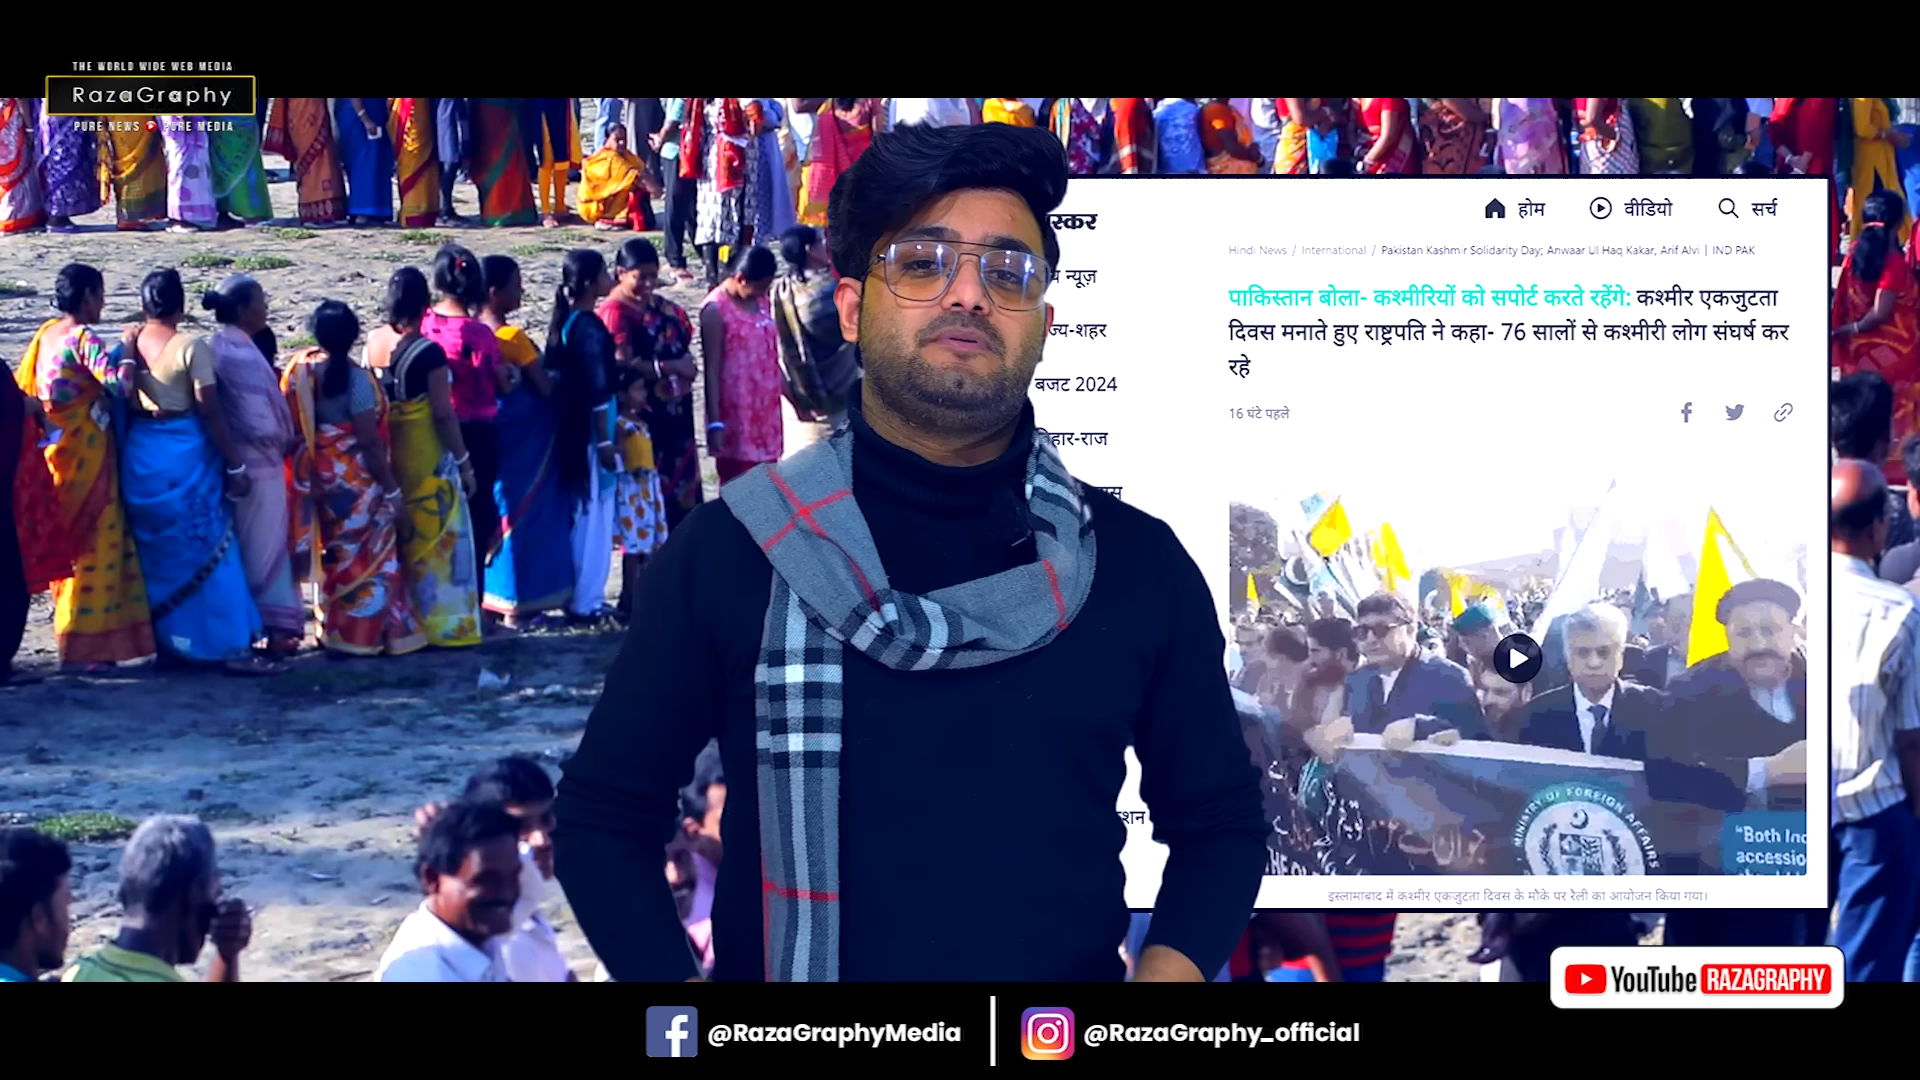 THE WORLD WIDE WEB MEDIA
RazaGraphy
PURE NEWS PURE MEDIA
स्कर
न्यूज़
ज्य-शहर
बजट 2024
बिहार-राज
होम
वीडियो
सर्च
Hindi News / International / Pakistan Kashmir Solidarity Day; Anwaar Ul Haq Kakar, Arif Alvi | IND PAK
पाकिस्तान बोला- कश्मीरियों को सपोर्ट करते रहेंगे: कश्मीर एकजुटता
दिवस मनाते हुए राष्ट्रपति ने कहा- 76 सालों से कश्मीरी लोग संघर्ष कर
रहे
16 घंटे पहले
MINISTRY OF FOREIGN AFFAIRS
"Both Inc
accessio
इस्लामाबाद में कश्मीर एकजुटता दिवस के मौके पर रैली का आयोजन किया गया।
YouTube RAZAGRAPHY
@RazaGraphyMedia
@RazaGraphy_official